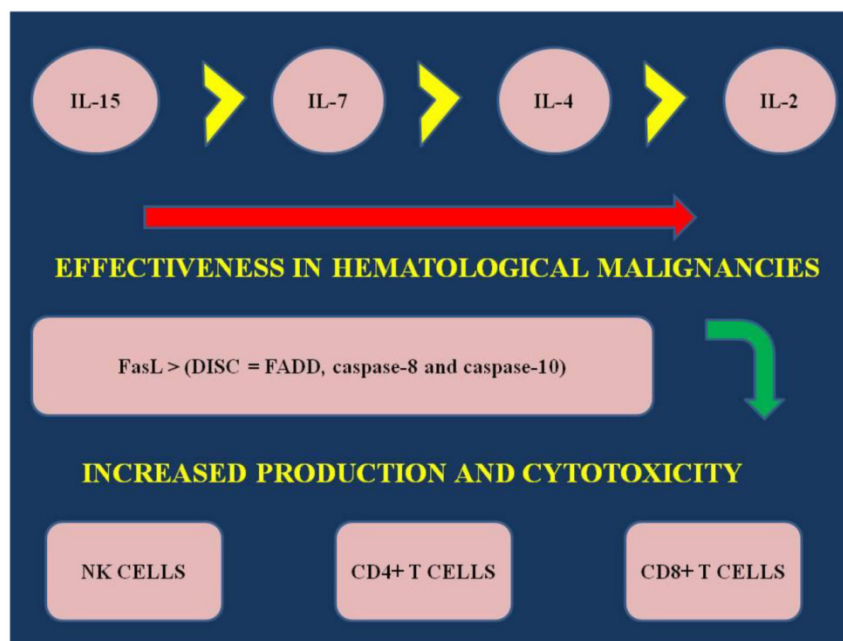 IL-15
IL-7
IL-4
IL-2
EFFECTIVENESS IN HEMATOLOGICAL MALIGNANCIES
FasL > (DISC = FADD, caspase-8 and caspase-10)
INCREASED PRODUCTION AND CYTOTOXICITY
NK CELLS
CD4+ T CELLS
CD8+ T CELLS